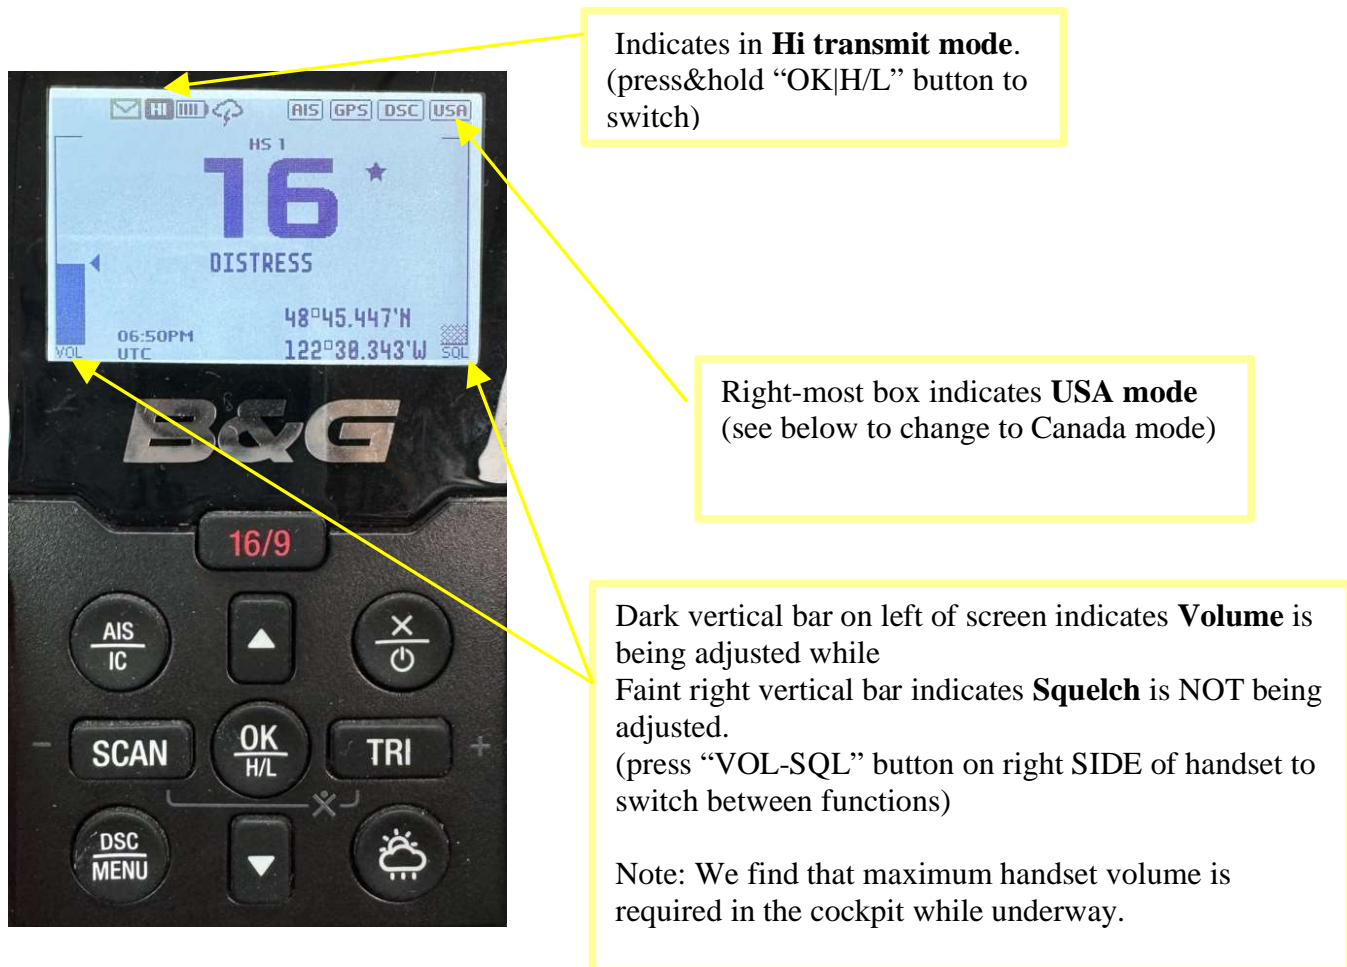 Indicates in Hi transmit mode.
(press&hold “OK|H/L” button to
switch)
HI
AIS GPS DSC USA
HS 1
16
DISTRESS
48°45.447'N
06:50PM
122°38.343'W
VOL
UTC
SQL
Right-most box indicates USA mode
(see below to change to Canada mode)
B&G
16/9
AIS
IC
SCAN
OK
H/L
TRI
- +
DSC
MENU
Dark vertical bar on left of screen indicates Volume is
being adjusted while
Faint right vertical bar indicates Squelch is NOT being
adjusted.
(press “VOL-SQL” button on right SIDE of handset to
switch between functions)
Note: We find that maximum handset volume is
required in the cockpit while underway.